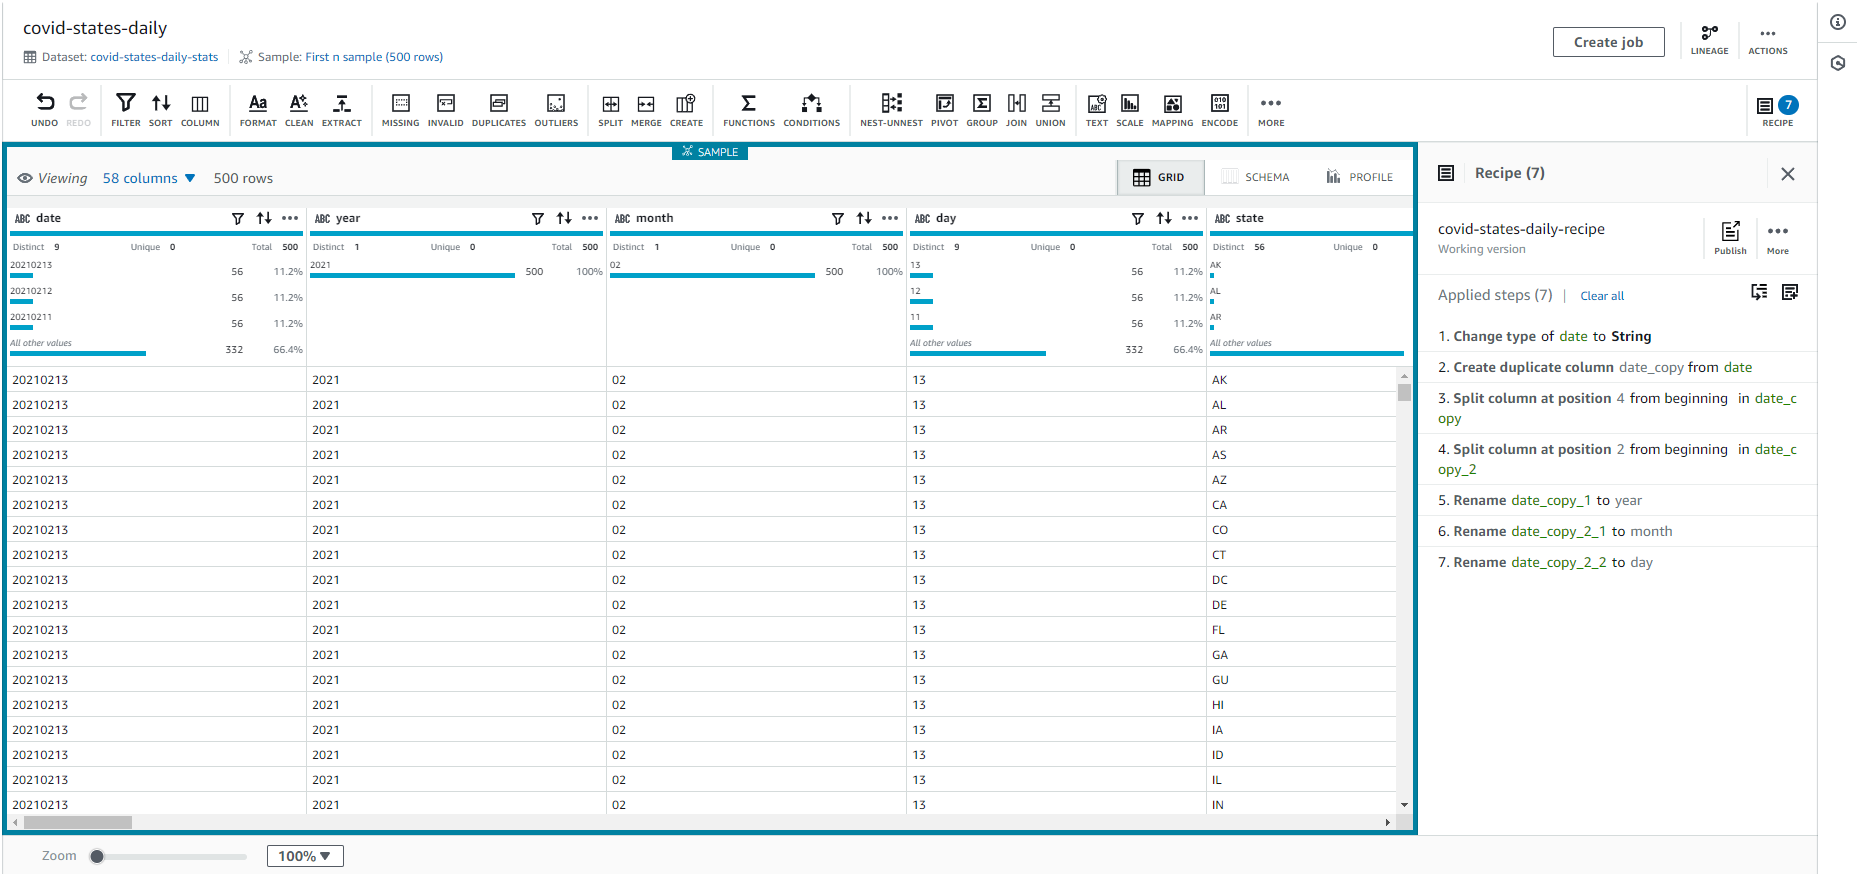 covid-states-daily
Dataset: covid-states-daily-stats Sample: First n sample (500 rows)
Create job
LINEAGE
ACTIONS
UNDO REDO FILTER SORT COLUMN FORMAT CLEAN EXTRACT MISSING INVALID DUPLICATES OUTLIERS SPLIT MERGE CREATE FUNCTIONS CONDITIONS NEST-UNNEST PIVOT GROUP JOIN UNION TEXT SCALE MAPPING ENCODE MORE
7
RECIPE
SAMPLE
Viewing 58 columns 500 rows
GRID SCHEMA PROFILE
ABC date ABC year ABC month ABC day ABC state
Distinct 9 Unique 0 Total 500 Distinct 1 Unique 0 Total 500 Distinct 1 Unique 0 Total 500 Distinct 9 Unique 0 Total 500 Distinct 56 Unique 0
20210213 56 11.2% 2021 500 100% 02 500 100% 13 56 11.2% AK
20210212 56 11.2% 12 56 11.2% AL
20210211 56 11.2% 11 56 11.2% AR
All other values 332 66.4% All other values 332 66.4% All other values
20210213 2021 02 13 AK
20210213 2021 02 13 AL
20210213 2021 02 13 AR
20210213 2021 02 13 AS
20210213 2021 02 13 AZ
20210213 2021 02 13 CA
20210213 2021 02 13 CO
20210213 2021 02 13 CT
20210213 2021 02 13 DC
20210213 2021 02 13 DE
20210213 2021 02 13 FL
20210213 2021 02 13 GA
20210213 2021 02 13 GU
20210213 2021 02 13 HI
20210213 2021 02 13 IA
20210213 2021 02 13 ID
20210213 2021 02 13 IL
20210213 2021 02 13 IN
Zoom 100%
Recipe (7)
covid-states-daily-recipe
Working version
Publish
More
Applied steps (7) | Clear all
1. Change type of date to String
2. Create duplicate column date_copy from date
3. Split column at position 4 from beginning in date_c
opy
4. Split column at position 2 from beginning in date_c
opy_2
5. Rename date_copy_1 to year
6. Rename date_copy_2_1 to month
7. Rename date_copy_2_2 to day